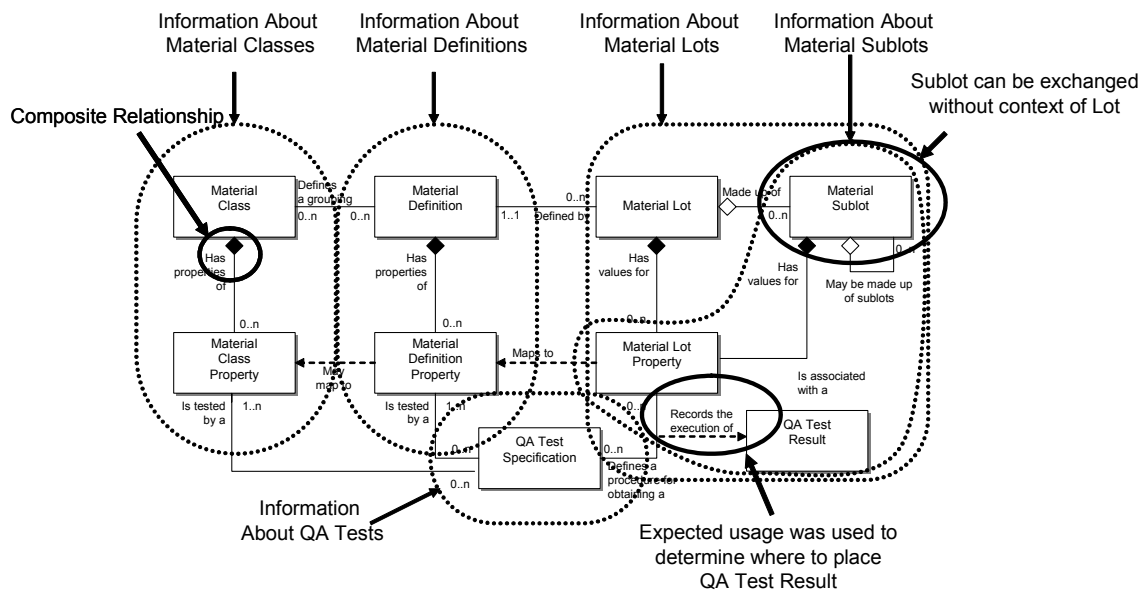 Information About
Material Classes
Information About
Material Definitions
Information About
Material Lots
Information About
Material Sublots
Sublot can be exchanged
without context of Lot
Composite Relationship
Material
Class
Defines
a grouping
0..n
0..n
Material
Definition
1..1
0..n
Defined by
Material Lot
Made up of
0..n
Material
Sublot
0..n
May be made up
of sublots
Has
properties
of
Has
properties
of
Has
values for
Has
values for
0..n
0..n
0..n
Material
Class
Property
May
map to
Material
Definition
Property
Maps to
Material Lot
Property
Is associated
with a
Is tested
by a
1..n
Is tested
by a
1..n
0..n
Records the
execution of
QA Test
Result
0..n
0..n
QA Test
Specification
0..n
Defines a
procedure for
obtaining a
Information
About QA Tests
Expected usage was used to
determine where to place
QA Test Result